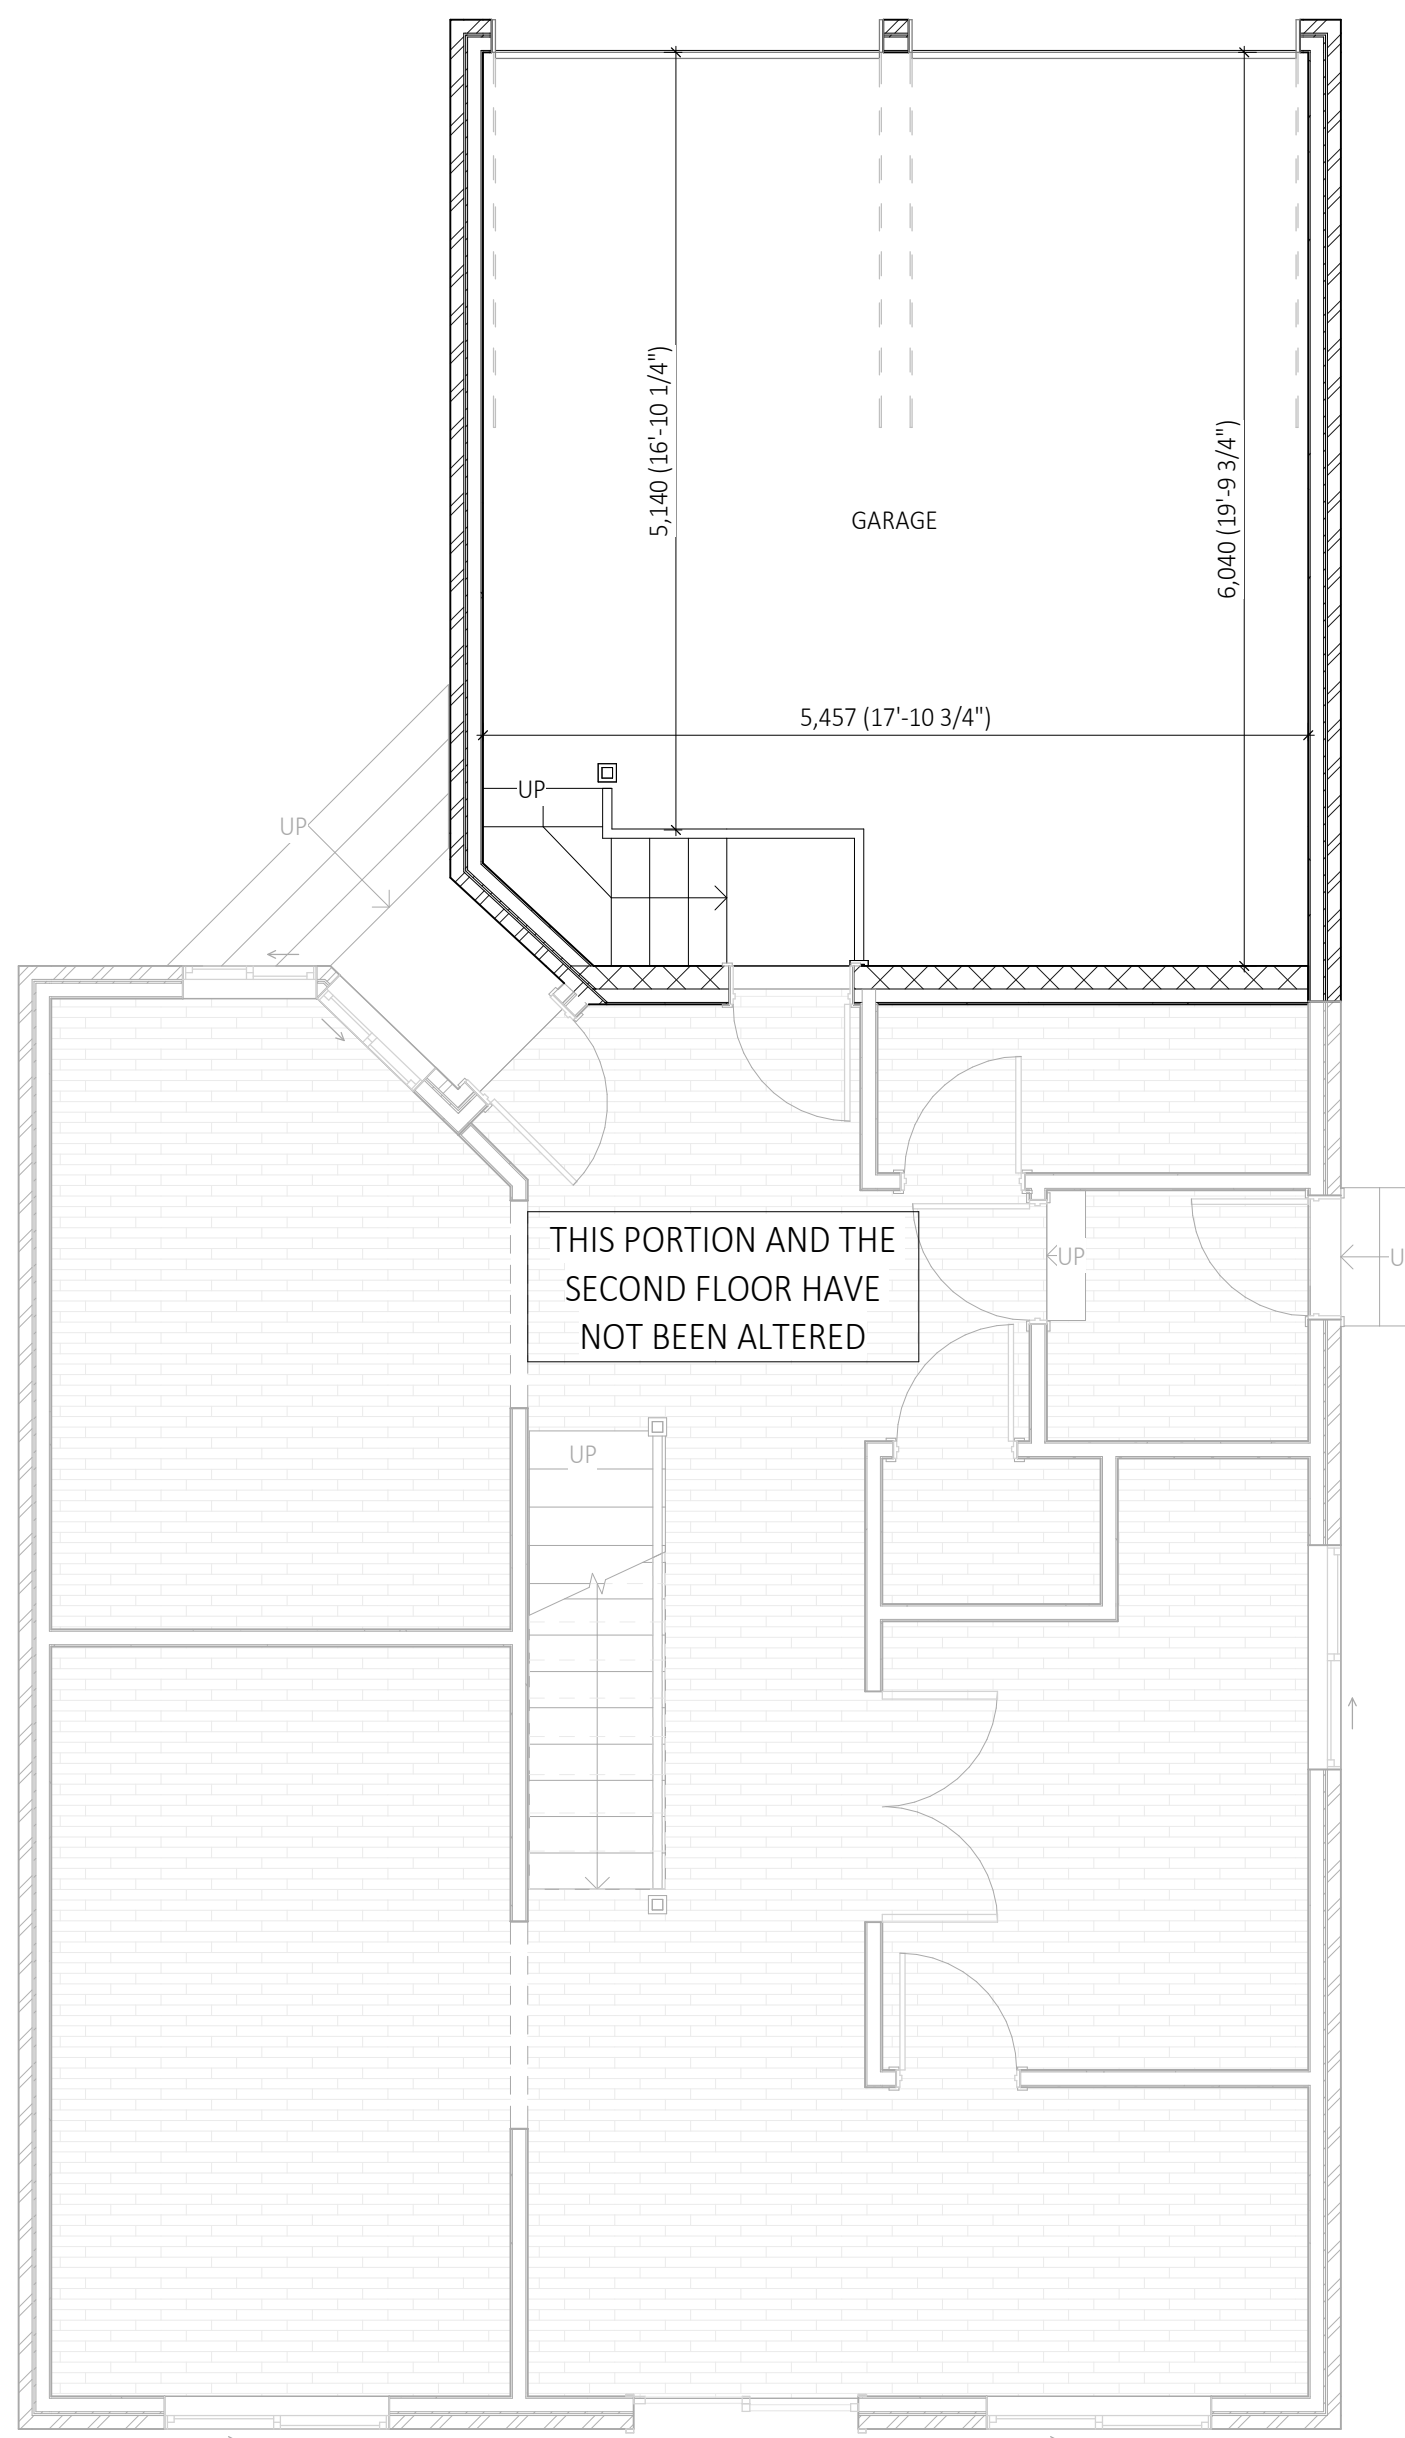 5,140 (16'-10 1/4")
6,040 (19'-9 3/4")
GARAGE
5,457 (17'-10 3/4")
UP
UP
THIS PORTION AND THE
SECOND FLOOR HAVE
NOT BEEN ALTERED
UP
U
UP